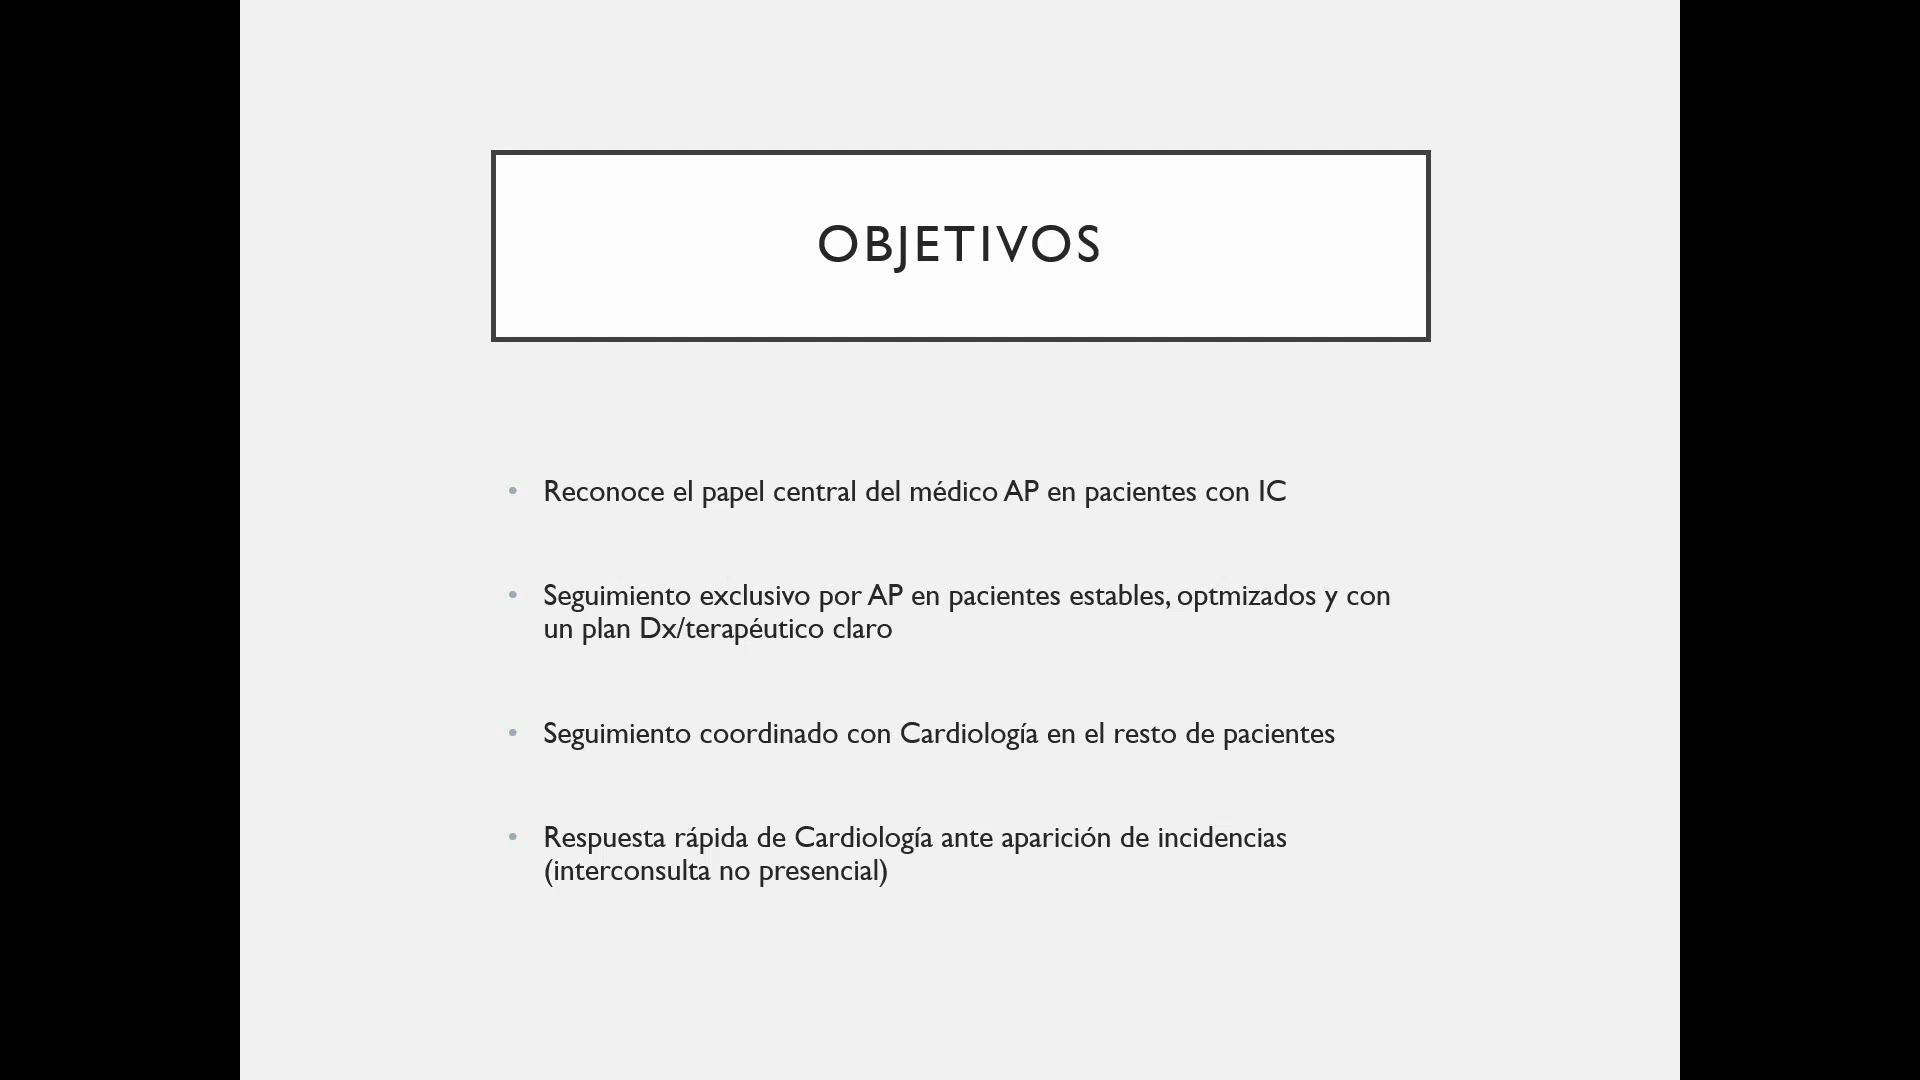 OBJETIVOS
• Reconoce el papel central del médico AP en pacientes con IC
• Seguimiento exclusivo por AP en pacientes estables, optmizados y con
un plan Dx/terapéutico claro
• Seguimiento coordinado con Cardiología en el resto de pacientes
• Respuesta rápida de Cardiología ante aparición de incidencias
(interconsulta no presencial)